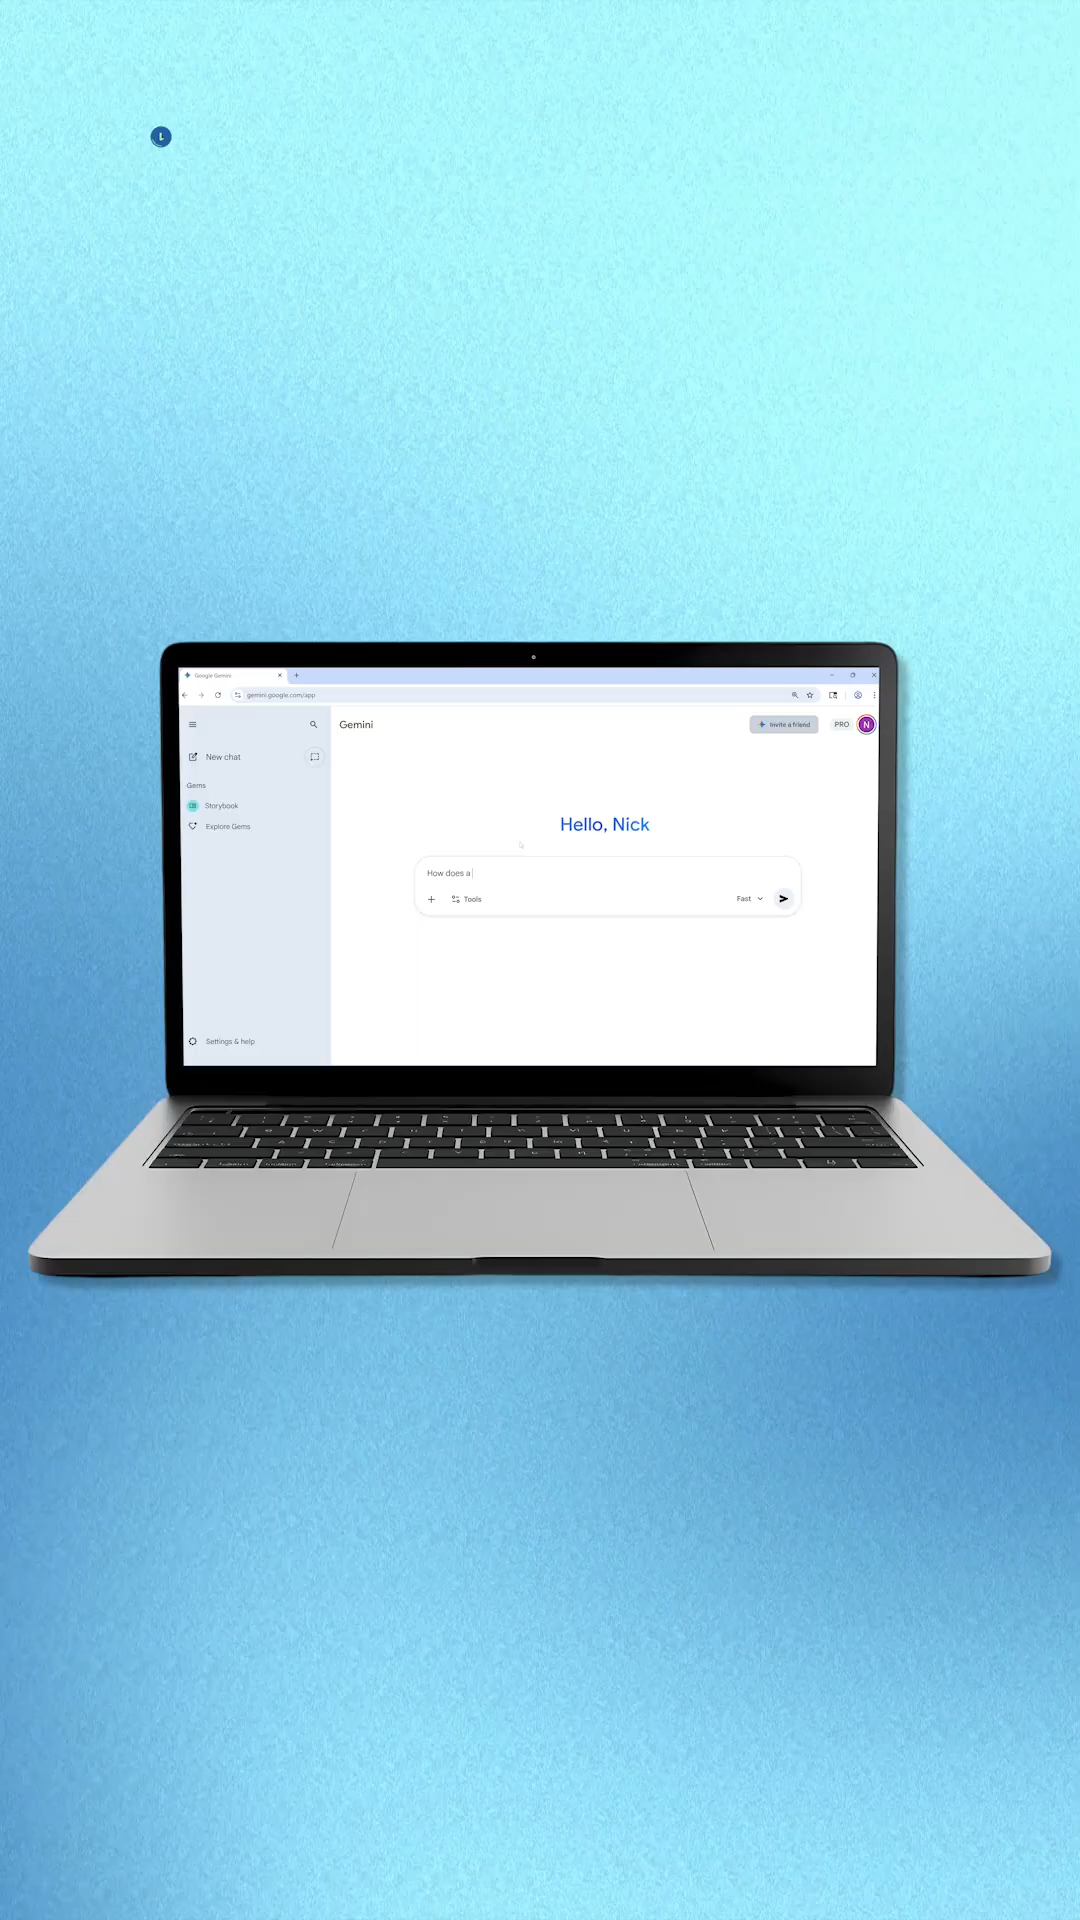 Google Gemini
gemini.google.com/app
Gemini
Invite a friend
PRO
N
New chat
Gems
Storybook
Explore Gems
Hello, Nick
How does a
Tools
Fast
Settings & help